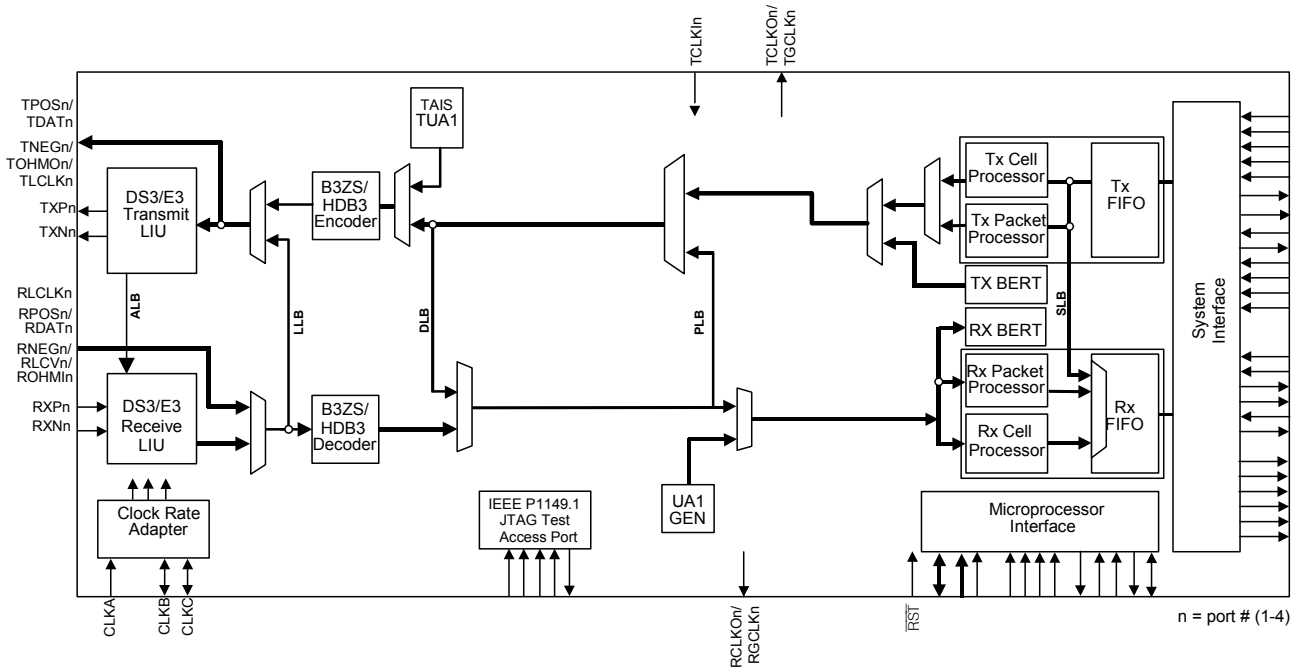 TCLKIn
TCLKOn/
TGCLKn
TPOSn/
TDATn
TNEGn/
TOHMOn/
TLCLKn
TXPn
TXNn
RLCLKn
RPOSn/
RDATn
RNEGn/
RLCVn/
ROHMIn
RXPn
RXNn
DS3/E3
Transmit
LIU
ALB
DS3/E3
Receive
LIU
Clock Rate
Adapter
CLKA
CLKB
CLKC
LLB
TAIS
TUA1
B3ZS/
HDB3
Encoder
B3ZS/
HDB3
Decoder
DLB
IEEE P1149.1
JTAG Test
Access Port
PLB
UA1
GEN
RCLKOn/
RGCLKn
Tx Cell
Processor
Tx Packet
Processor
Tx
FIFO
TX BERT
RX BERT
SLB
Rx Packet
Processor
Rx Cell
Processor
Rx
FIFO
System
Interface
Microprocessor
Interface
RST
n = port # (1-4)